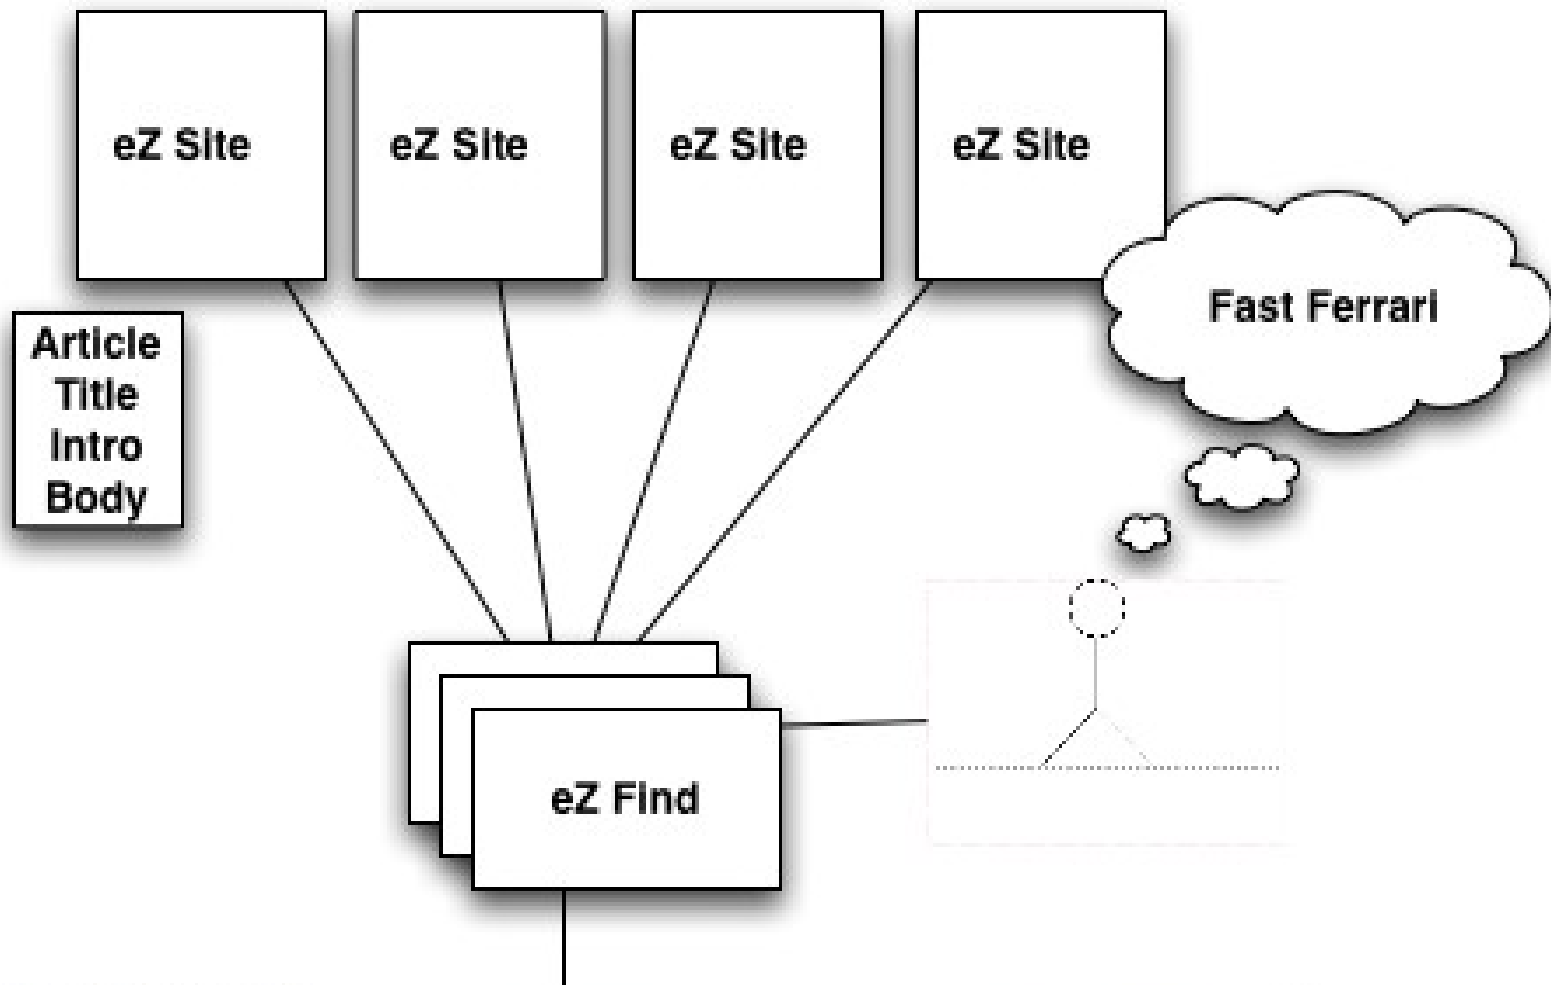 eZ Site
eZ Site
eZ Site
eZ Site
Fast Ferrari
Article
Title
Intro
Body
eZ Find